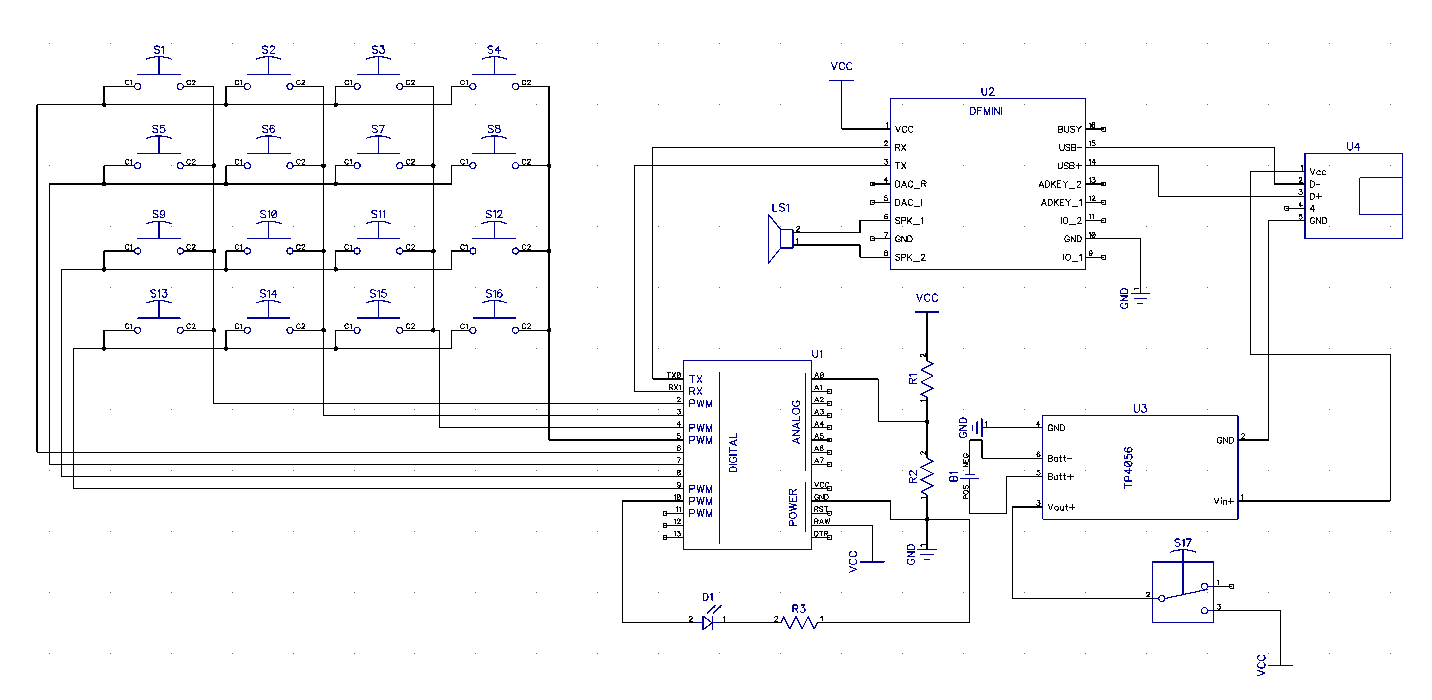 S1 S2 S3 S4
C1 C2 C1 C2 C1 C2 C1 C2
S5 S6 S7 S8
C1 C2 C1 C2 C1 C2 C1 C2
S9 S10 S11 S12
C1 C2 C1 C2 C1 C2 C1 C2
S13 S14 S15 S16
C1 C2 C1 C2 C1 C2 C1 C2
VCC
U2
DFMINI
1 VCC BUSY 16
2 RX USB- 15
3 TX USB+ 14
4 DAC_R ADKEY_2 13
5 DAC_I ADKEY_1 12
6 SPK_1 IO_2 11
7 GND GND 10
8 SPK_2 IO_1 9
LS1
2
1
GND 1
U4
1 Vcc
2 D-
3 D+
4 4
5 GND
VCC
2 R1 1
2 R2 1
GND 1
U1
TX0 TX A0
RX1 RX A1
2 PWM A2
3 A3
4 PWM A4
5 PWM A5
6 A6
7 A7
8
9 PWM VCC
10 PWM GND
11 PWM RST
12 RAW
13 DTR
DIGITAL
ANALOG
POWER
VCC
D1
2 1
R3
2 1
U3
TP4056
GND 1
4 GND
6 Batt-
5 Batt+
3 Vout+
GND 2
Vin+ 1
B1
NEG
POS
S17
2
1
3
VCC